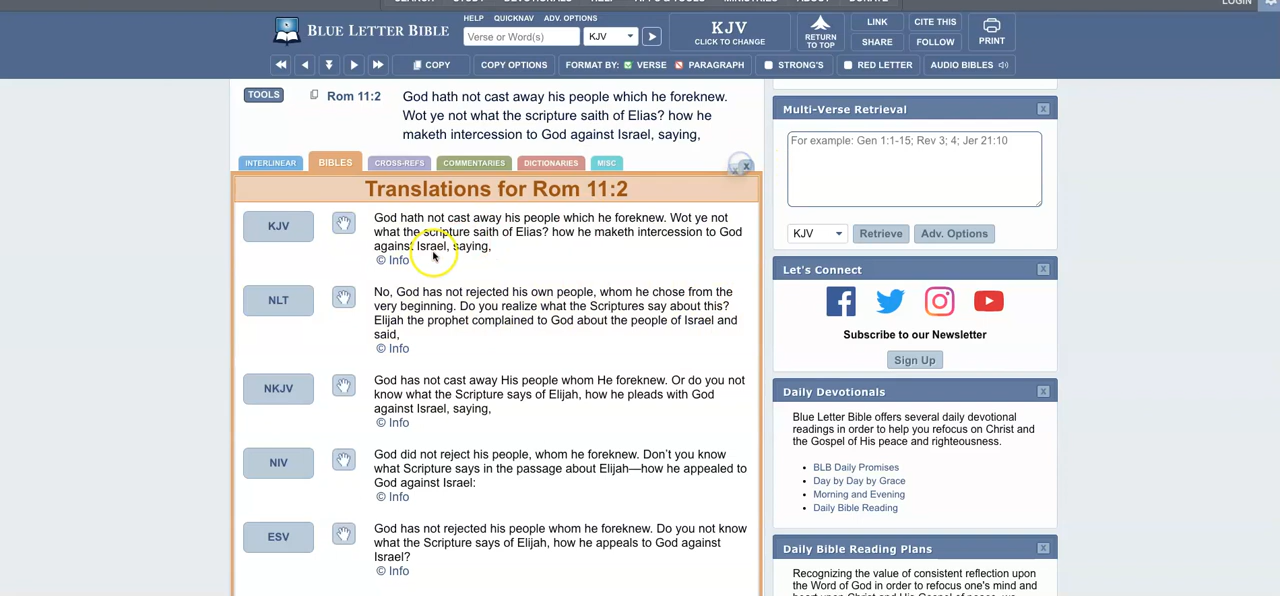 SEARCH STUDY DEVOTIONALS HELP APPS & TOOLS MINISTRIES ABOUT DONATE LOGIN
BLUE LETTER BIBLE
HELP QUICKNAV ADV. OPTIONS
Verse or Word(s) KJV
KJV
CLICK TO CHANGE
RETURN
TO TOP
LINK CITE THIS
SHARE FOLLOW
PRINT
COPY COPY OPTIONS FORMAT BY: VERSE PARAGRAPH STRONG'S RED LETTER AUDIO BIBLES
TOOLS Rom 11:2 God hath not cast away his people which he foreknew.
Wot ye not what the scripture saith of Elias? how he
maketh intercession to God against Israel, saying,
INTERLINEAR BIBLES CROSS-REFS COMMENTARIES DICTIONARIES MISC x
Translations for Rom 11:2
KJV
God hath not cast away his people which he foreknew. Wot ye not
what the scripture saith of Elias? how he maketh intercession to God
against Israel, saying,
© Info
NLT
No, God has not rejected his own people, whom he chose from the
very beginning. Do you realize what the Scriptures say about this?
Elijah the prophet complained to God about the people of Israel and
said,
© Info
NKJV
God has not cast away His people whom He foreknew. Or do you not
know what the Scripture says of Elijah, how he pleads with God
against Israel, saying,
© Info
NIV
God did not reject his people, whom he foreknew. Don't you know
what Scripture says in the passage about Elijah—how he appealed to
God against Israel:
© Info
ESV
God has not rejected his people whom he foreknew. Do you not know
what the Scripture says of Elijah, how he appeals to God against
Israel?
© Info
Multi-Verse Retrieval x
For example: Gen 1:1-15; Rev 3; 4; Jer 21:10
KJV Retrieve Adv. Options
Let's Connect x
Subscribe to our Newsletter
Sign Up
Daily Devotionals x
Blue Letter Bible offers several daily devotional
readings in order to help you refocus on Christ and
the Gospel of His peace and righteousness.
• BLB Daily Promises
• Day by Day by Grace
• Morning and Evening
• Daily Bible Reading
Daily Bible Reading Plans x
Recognizing the value of consistent reflection upon
the Word of God in order to refocus one's mind and